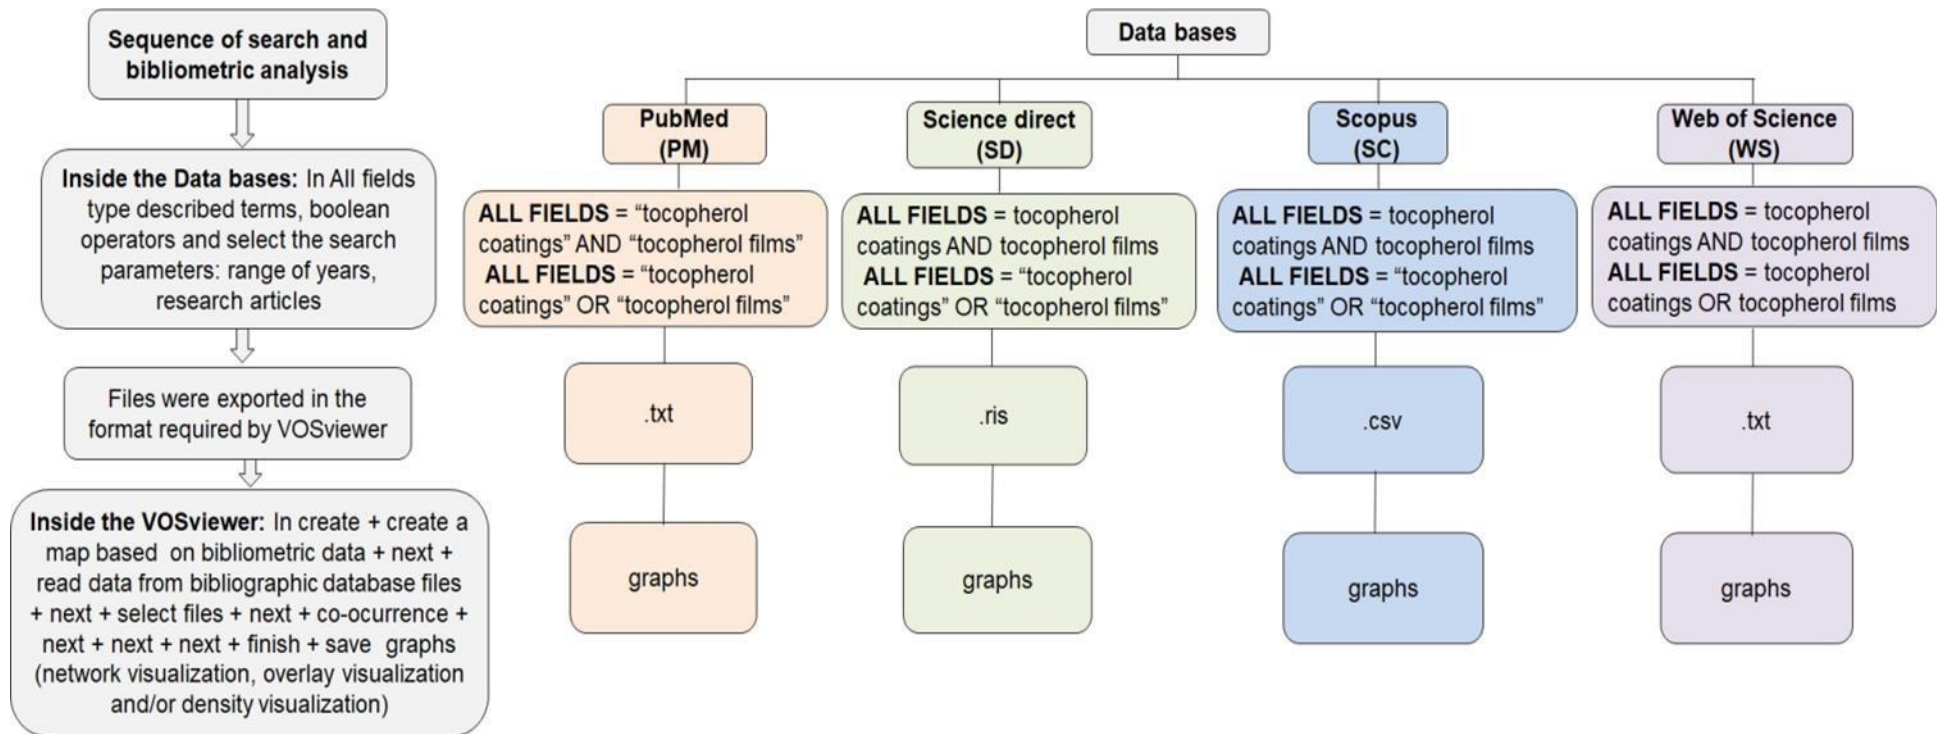 Sequence of search and
bibliometric analysis
Inside the Data bases: In All fields
type described terms, boolean
operators and select the search
parameters: range of years,
research articles
Files were exported in the
format required by VOSviewer
Inside the VOSviewer: In create + create a
map based on bibliometric data + next +
read data from bibliographic database files
+ next + select files + next + co-ocurrence +
next + next + next + finish + save graphs
(network visualization, overlay visualization
and/or density visualization)
Data bases
PubMed
(PM)
ALL FIELDS = “tocopherol
coatings” AND “tocopherol films”
ALL FIELDS = “tocopherol
coatings” OR “tocopherol films”
.txt
graphs
Science direct
(SD)
ALL FIELDS = tocopherol
coatings AND tocopherol films
ALL FIELDS = “tocopherol
coatings” OR “tocopherol films”
.ris
graphs
Scopus
(SC)
ALL FIELDS = tocopherol
coatings AND tocopherol films
ALL FIELDS = “tocopherol
coatings” OR “tocopherol films”
.csv
graphs
Web of Science
(WS)
ALL FIELDS = tocopherol
coatings AND tocopherol films
ALL FIELDS = tocopherol
coatings OR tocopherol films
.txt
graphs